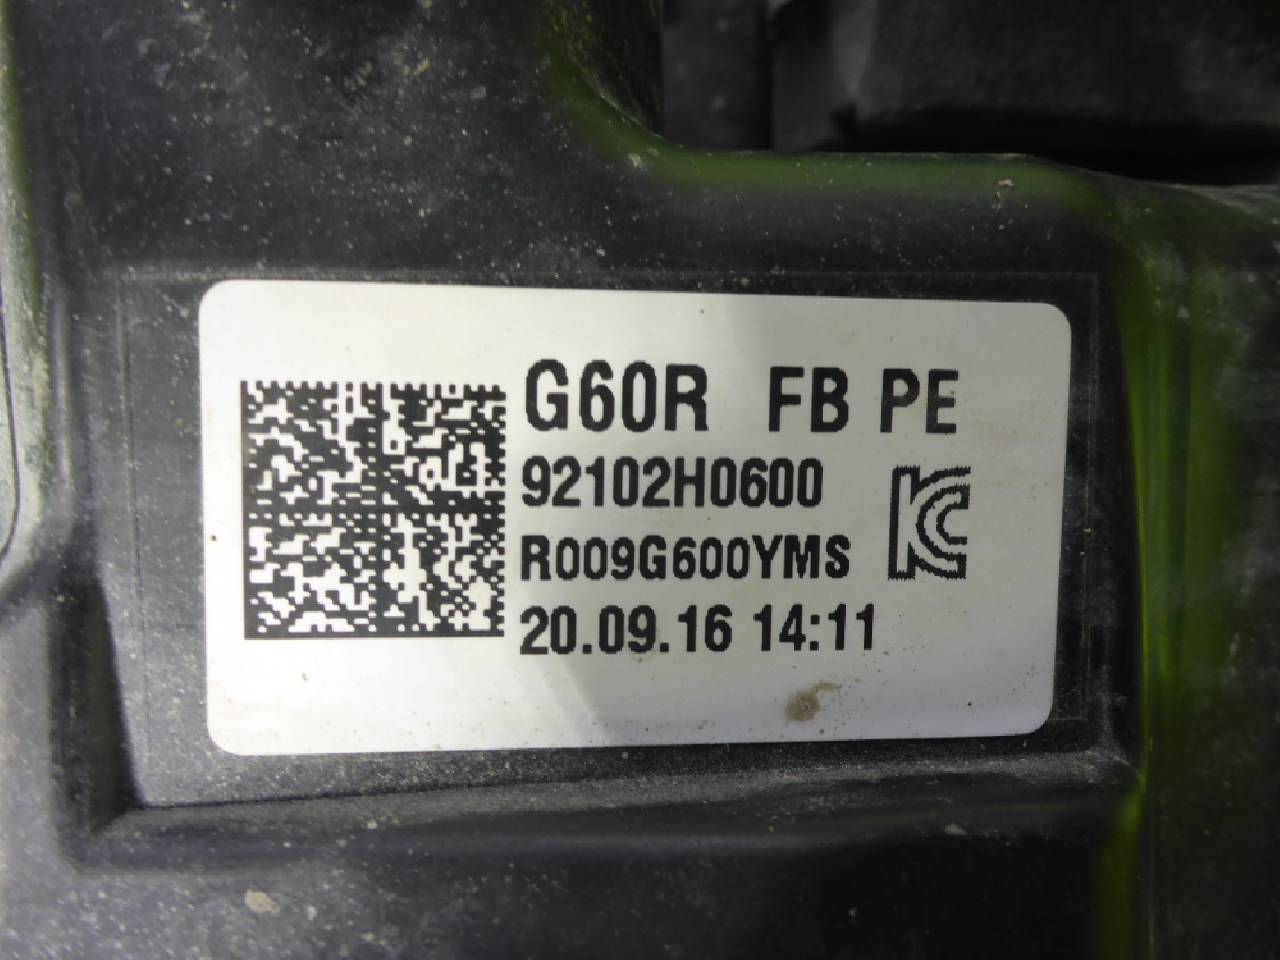 G60R FB PE
92102H0600
R009G600YMS
20.09.16 14:11